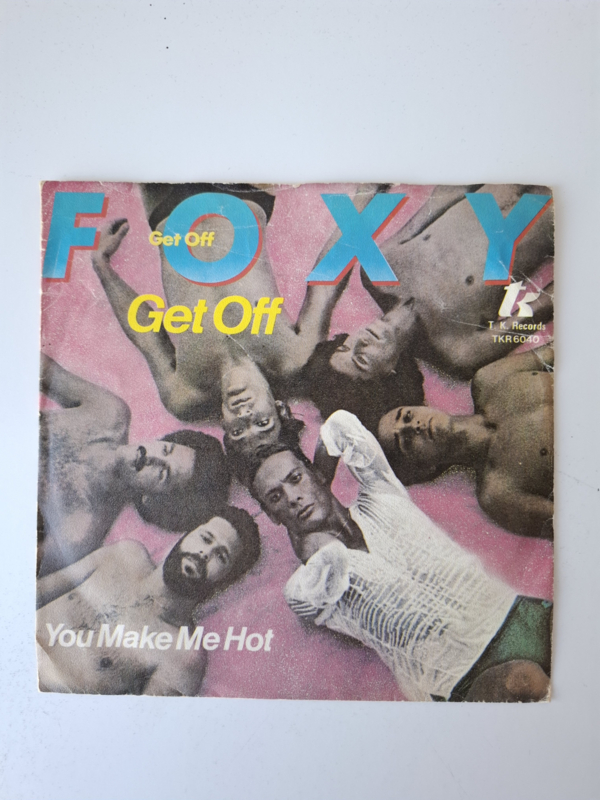 FOXY
Get Off
Get Off
tk
T. K. Records
TKR 6040
You Make Me Hot